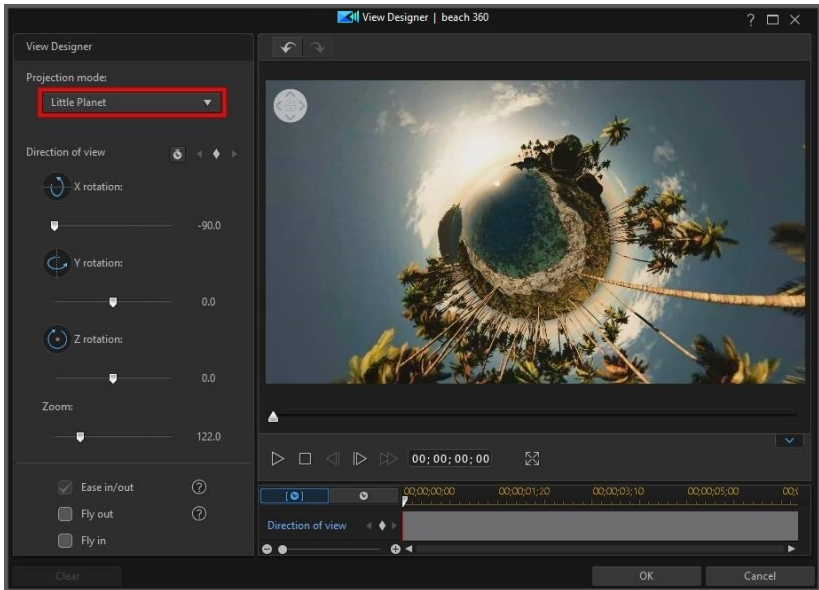 View Designer | beach 360
View Designer
Projection mode:
Little Planet
Direction of view
X rotation:
-90.0
Y rotation:
0.0
Z rotation:
0.0
Zoom:
122.0
Ease in/out
Fly out
Fly in
Clear
00;00;00;00
00;00;00;00 00;00;01;20 00;00;03;10 00;00;05;00 00;
Direction of view
OK Cancel